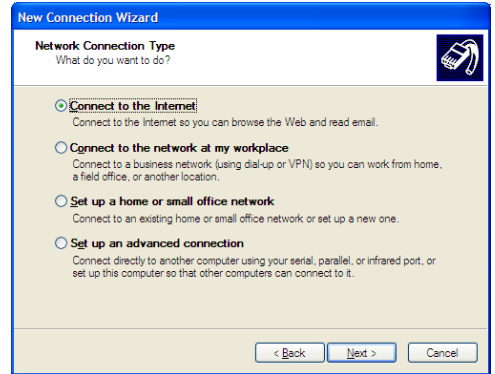 New Connection Wizard
Network Connection Type
What do you want to do?
Connect to the Internet
Connect to the Internet so you can browse the Web and read email.
Connect to the network at my workplace
Connect to a business network (using dial-up or VPN) so you can work from home,
a field office, or another location.
Set up a home or small office network
Connect to an existing home or small office network or set up a new one.
Set up an advanced connection
Connect directly to another computer using your serial, parallel, or infrared port, or
set up this computer so that other computers can connect to it.
< Back
Next >
Cancel